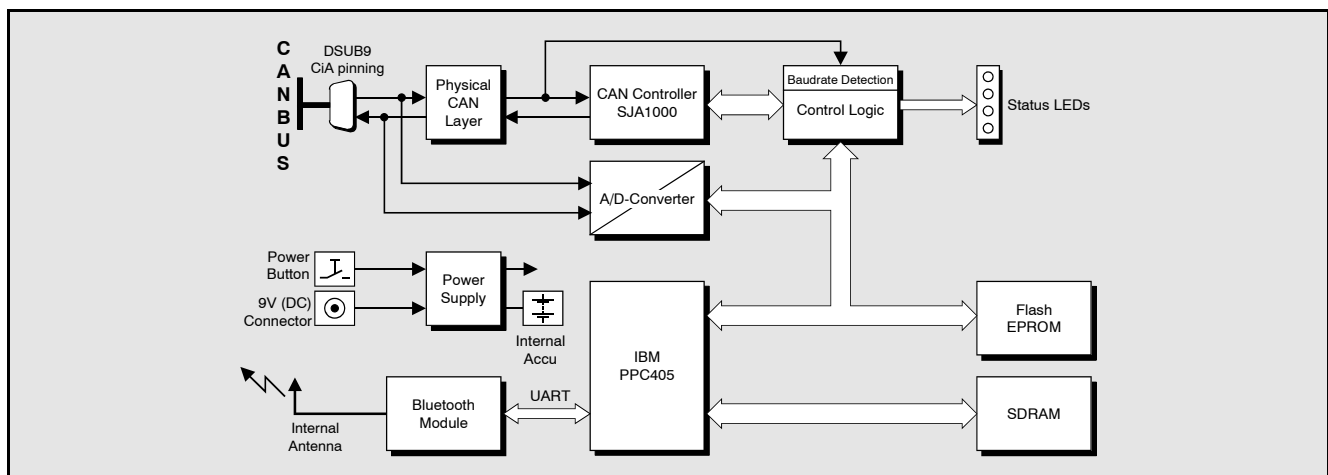 CANBUS
DSUB9
CiA pinning
Physical
CAN
Layer
CAN Controller
SJA1000
Baudrate Detection
Control Logic
Status LEDs
A/D-Converter
Power
Button
9V (DC)
Connector
Power
Supply
Internal
Accu
IBM
PPC405
Flash
EPROM
Internal
Antenna
Bluetooth
Module
UART
SDRAM